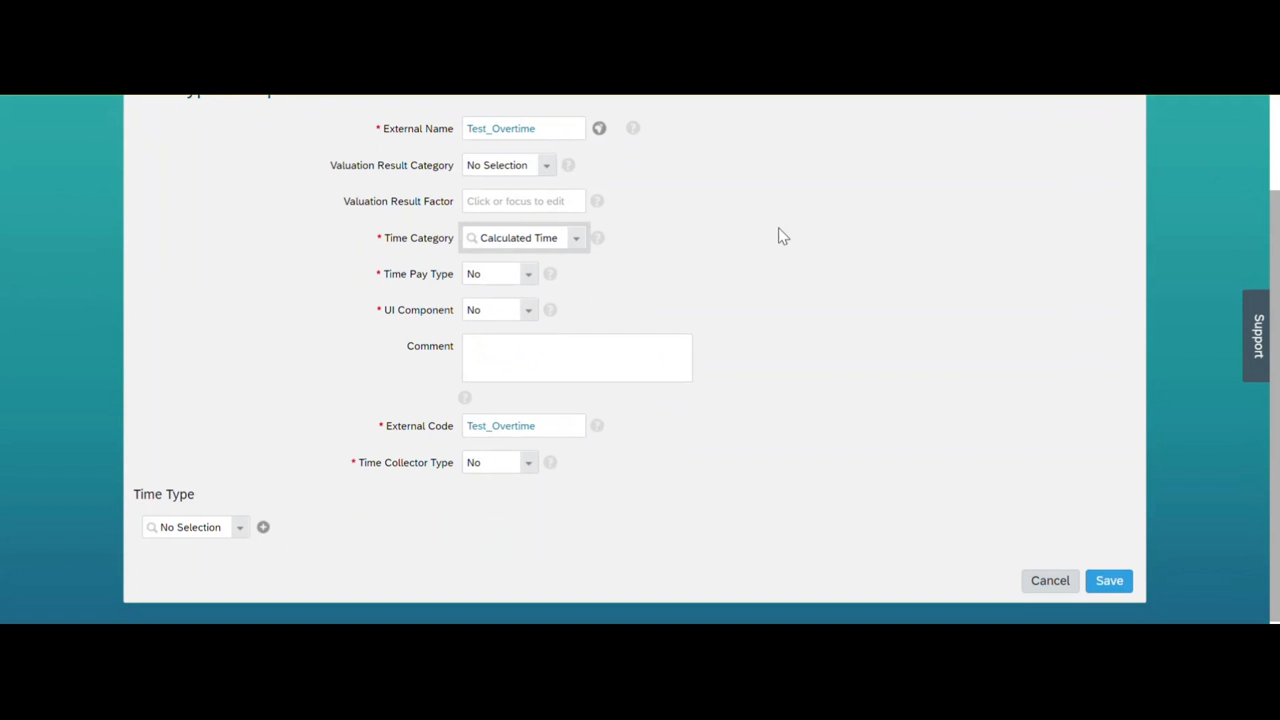 * External Name Test_Overtime
Valuation Result Category No Selection
Valuation Result Factor Click or focus to edit
* Time Category Calculated Time
* Time Pay Type No
* UI Component No
Comment
* External Code Test_Overtime
* Time Collector Type No
Time Type
No Selection
Cancel Save
Support